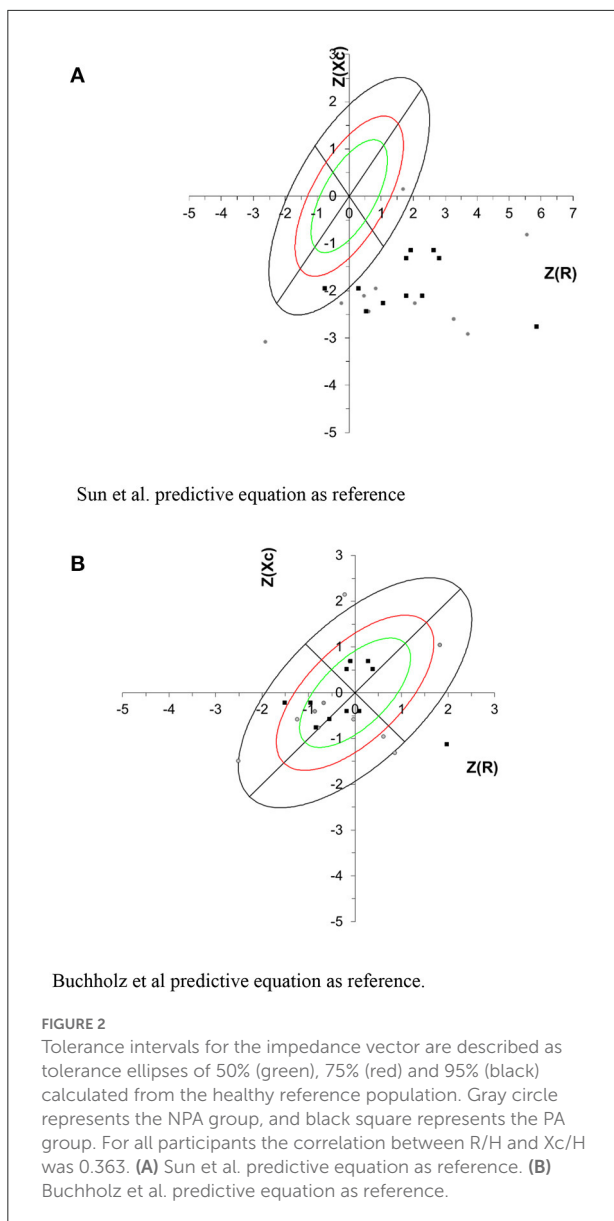 A
Z(Xc)
3
2
1
0
-1
-2
-3
-4
-5
-5 -4 -3 -2 -1 0 1 2 3 4 5 6 7
Z(R)
Sun et al. predictive equation as reference
B
Z(Xc)
3
2
1
0
-1
-2
-3
-4
-5
-5 -4 -3 -2 -1 0 1 2 3
Z(R)
Buchholz et al predictive equation as reference.
FIGURE 2
Tolerance intervals for the impedance vector are described as
tolerance ellipses of 50% (green), 75% (red) and 95% (black)
calculated from the healthy reference population. Gray circle
represents the NPA group, and black square represents the PA
group. For all participants the correlation between R/H and Xc/H
was 0.363. (A) Sun et al. predictive equation as reference. (B)
Buchholz et al. predictive equation as reference.